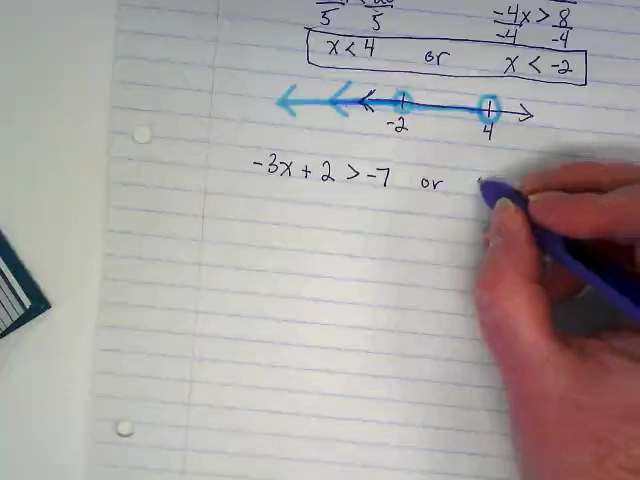 5 5 -4x > 8
-4 -4
x < 4 or x < -2
-2 4
-3x + 2 > -7 or